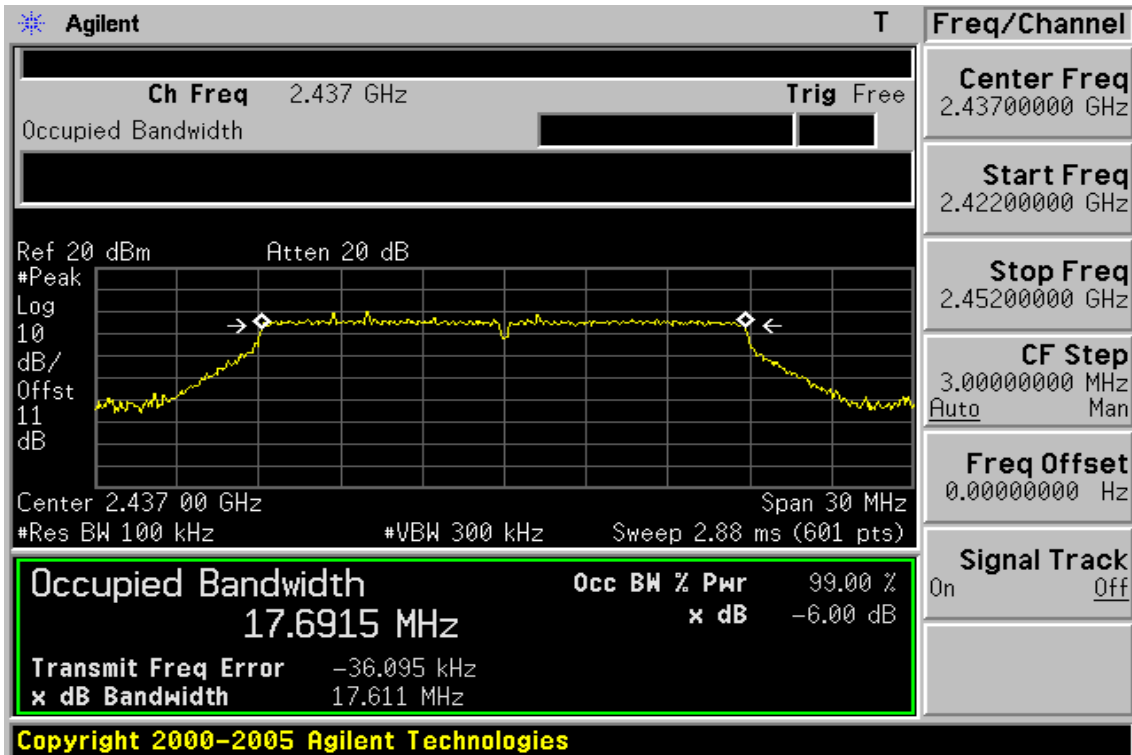 Agilent T Freq/Channel
Ch Freq 2.437 GHz Trig Free
Occupied Bandwidth
Center Freq
2.43700000 GHz
Start Freq
2.42200000 GHz
Stop Freq
2.45200000 GHz
CF Step
3.00000000 MHz
Auto Man
Freq Offset
0.00000000 Hz
Signal Track
On Off
Ref 20 dBm Atten 20 dB
#Peak
Log
10
dB/
Offst
11
dB
Center 2.437 00 GHz Span 30 MHz
#Res BW 100 kHz #VBW 300 kHz Sweep 2.88 ms (601 pts)
Occupied Bandwidth
17.6915 MHz
Occ BW % Pwr 99.00 %
x dB -6.00 dB
Transmit Freq Error -36.095 kHz
x dB Bandwidth 17.611 MHz
Copyright 2000-2005 Agilent Technologies